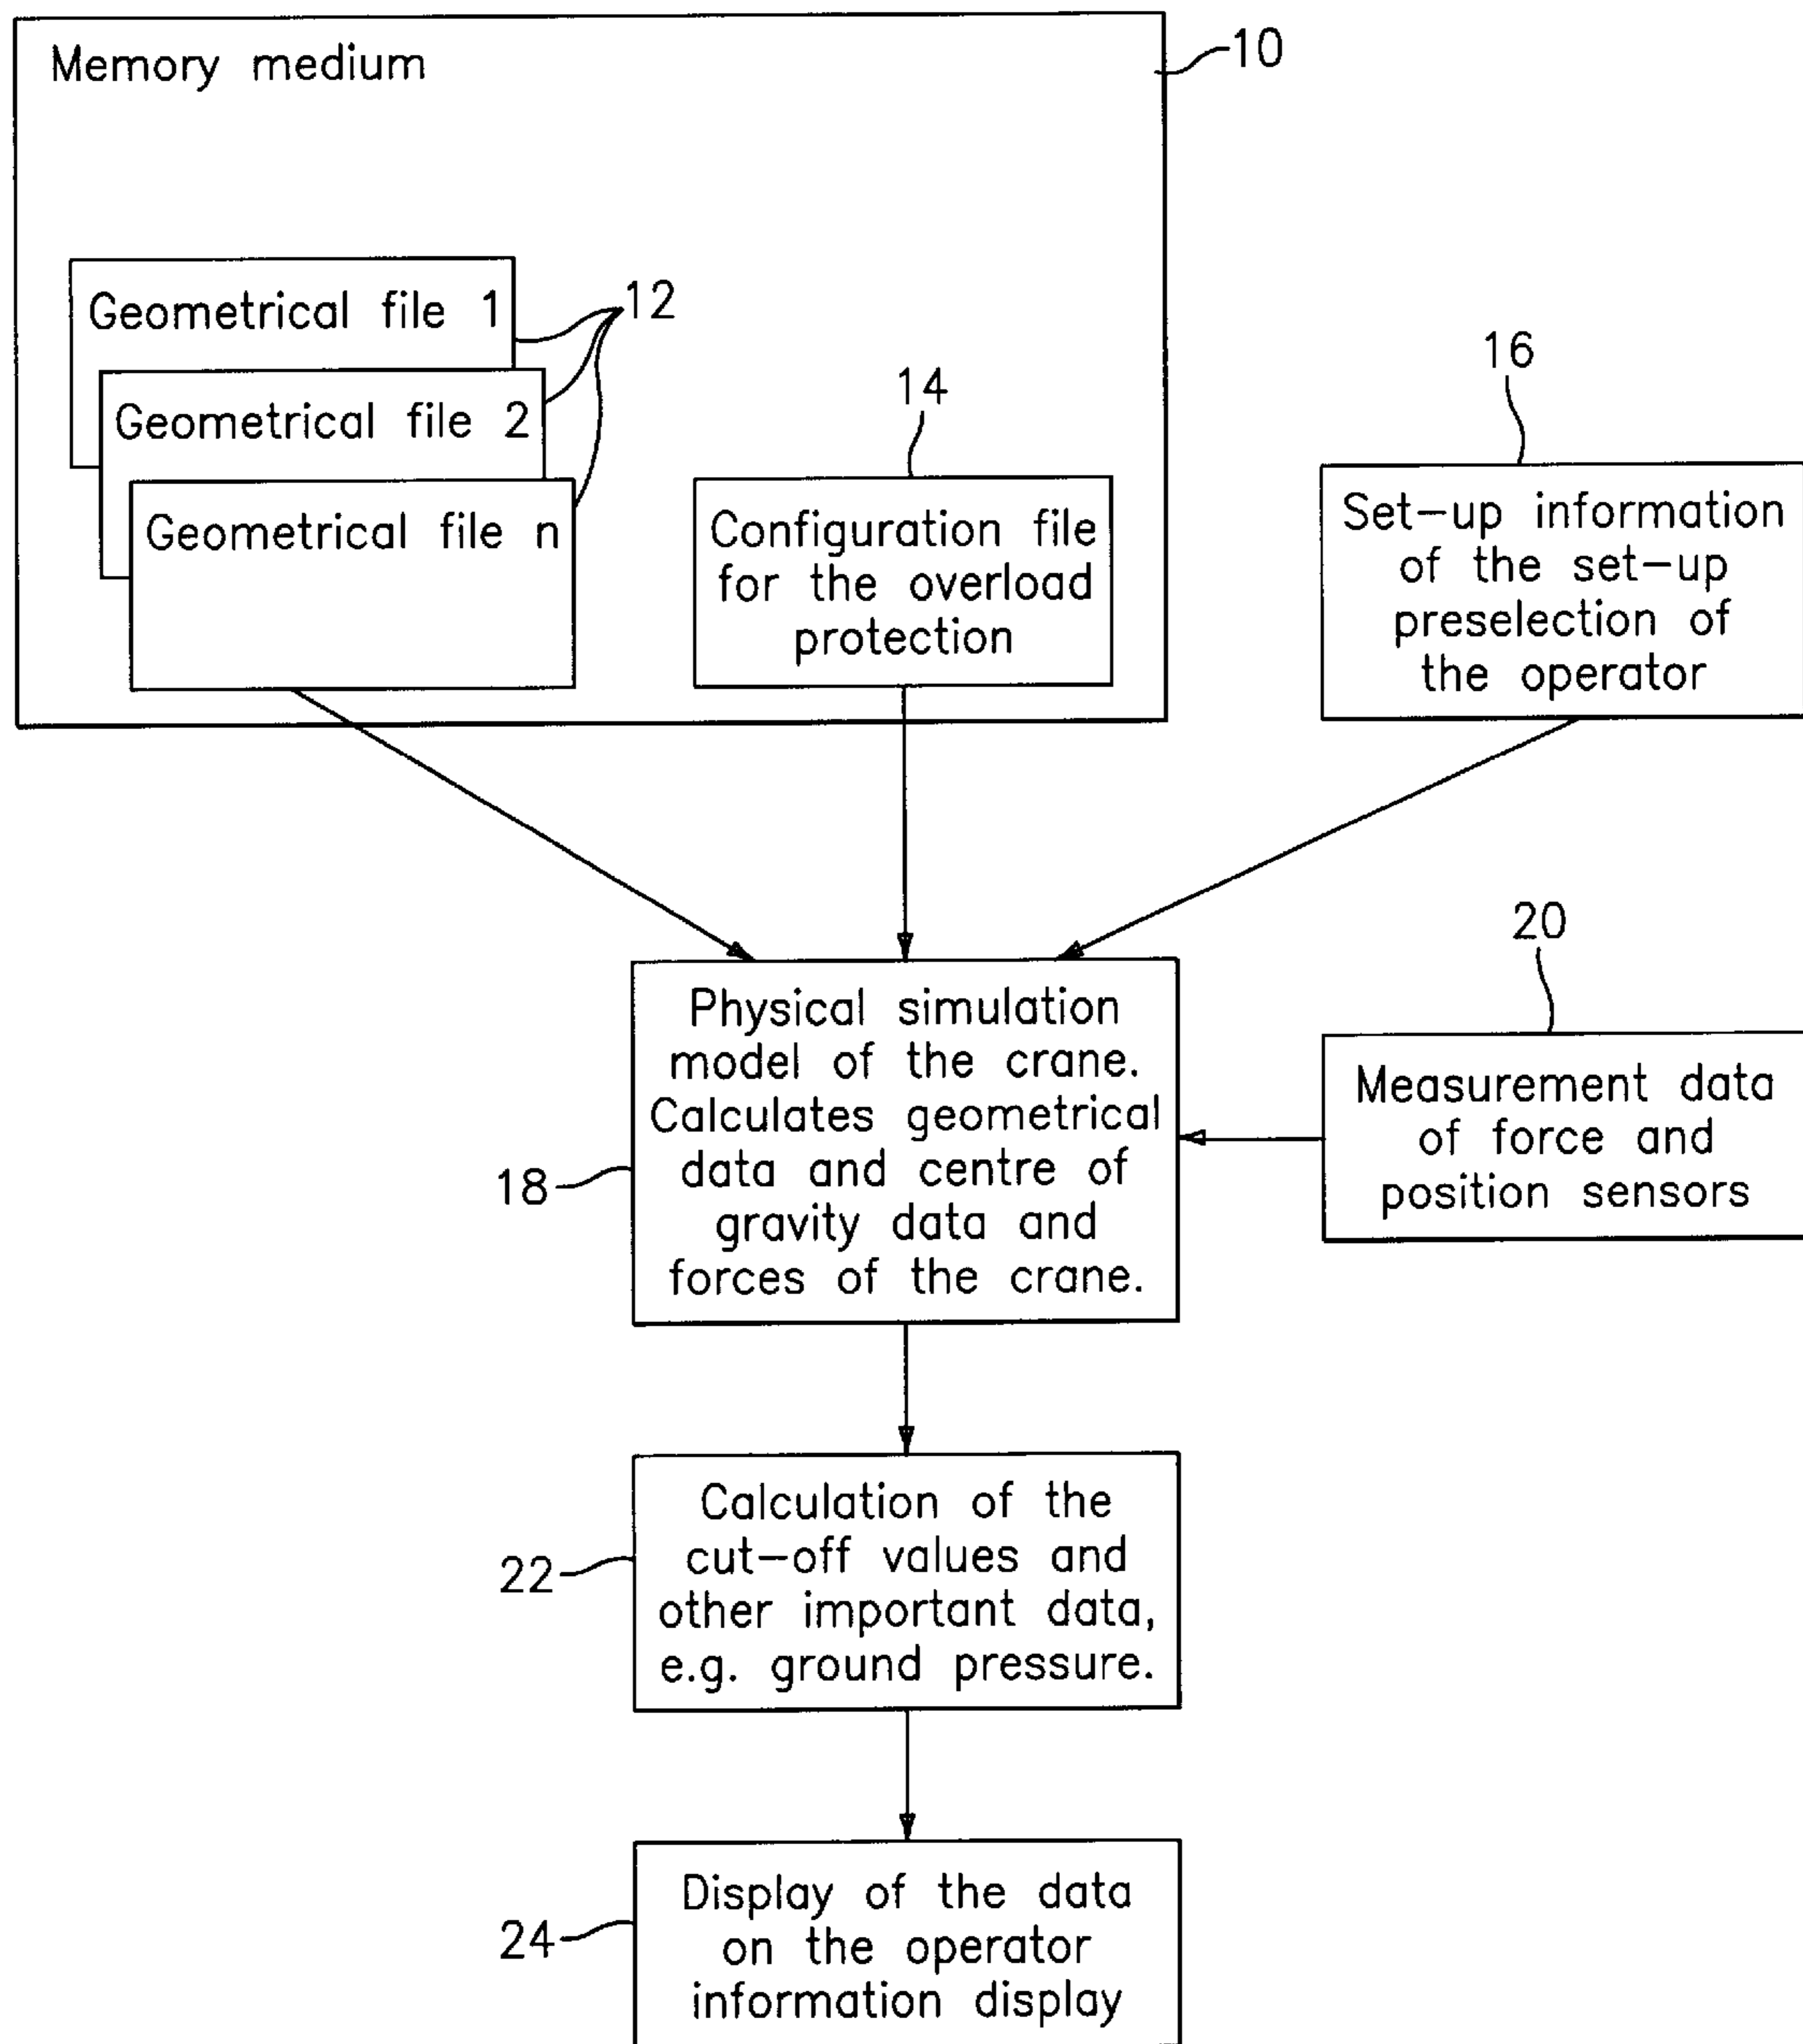 Memory medium
10
Geometrical file 1
12
Geometrical file 2
Geometrical file n
14
Configuration file
for the overload
protection
16
Set-up information
of the set-up
preselection of
the operator
18
Physical simulation
model of the crane.
Calculates geometrical
data and centre of
gravity data and
forces of the crane.
20
Measurement data
of force and
position sensors
22
Calculation of the
cut-off values and
other important data,
e.g. ground pressure.
24
Display of the data
on the operator
information display